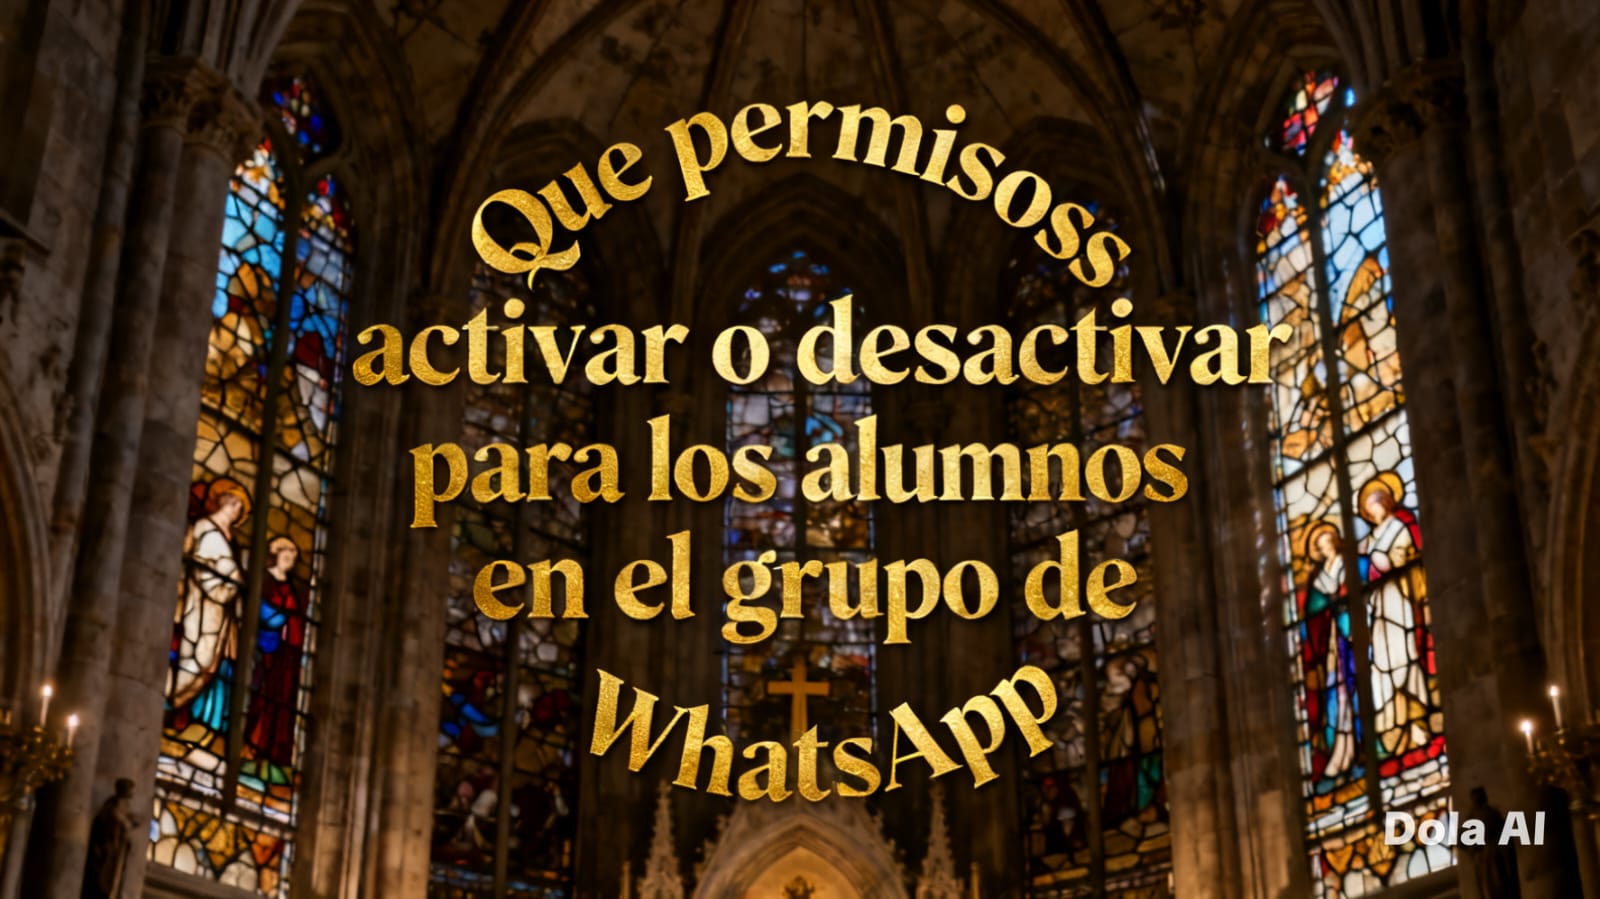 Que permisoss
activar o desactivar
para los alumnos
en el grupo de
WhatsApp
Dola AI